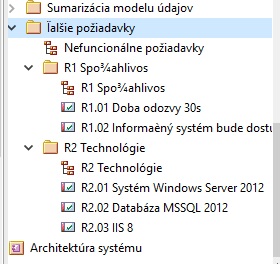 Sumarizácia modelu údajov
Ïalšie požiadavky
Nefuncionálne požiadavky
R1 Spo¾ahlivos
R1 Spo¾ahlivos
R1.01 Doba odozvy 30s
R1.02 Informaèný systém bude dostu
R2 Technológie
R2 Technológie
R2.01 Systém Windows Server 2012
R2.02 Databáza MSSQL 2012
R2.03 IIS 8
Architektúra systému